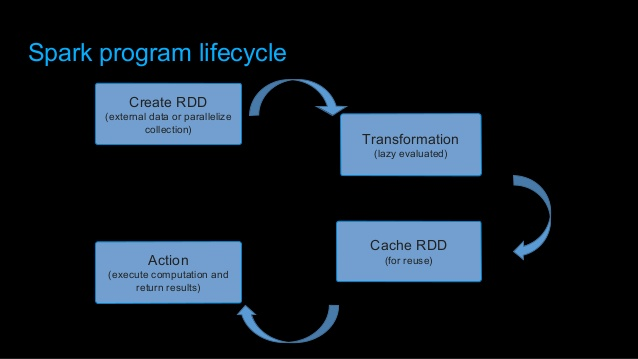 Spark program lifecycle
Create RDD
(external data or parallelize
collection)
Transformation
(lazy evaluated)
Cache RDD
(for reuse)
Action
(execute computation and
return results)